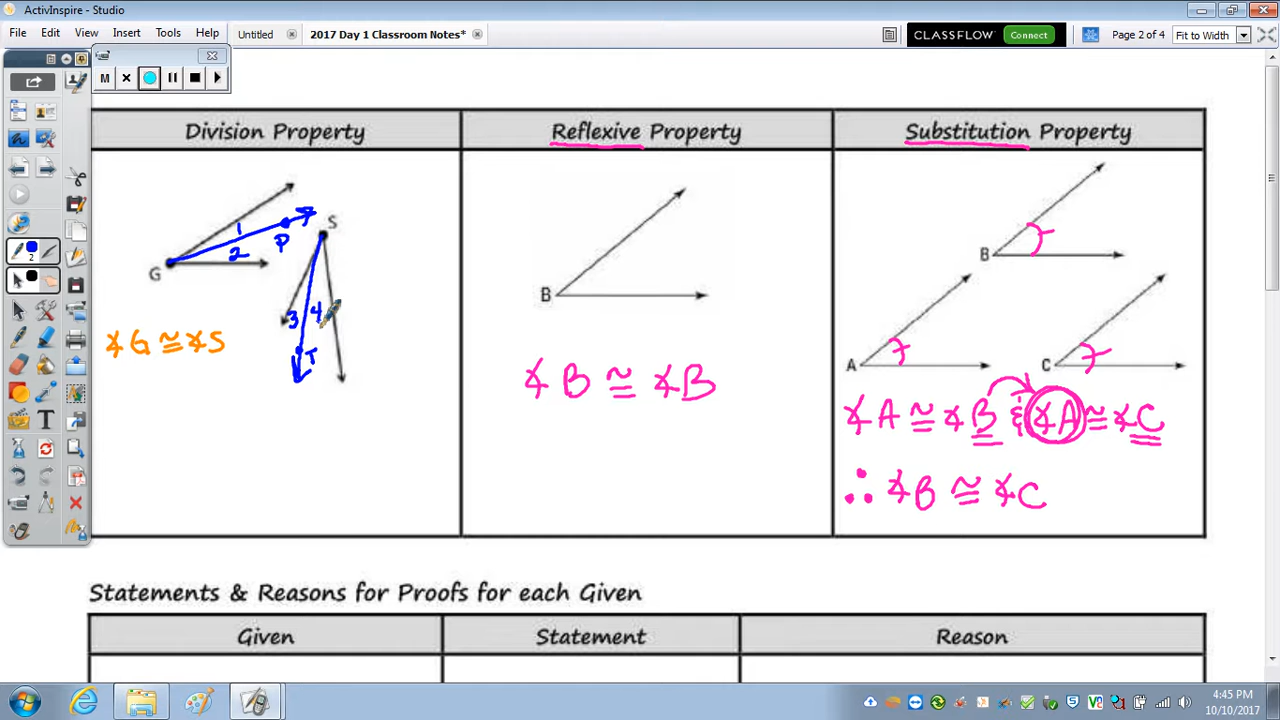 ActivInspire - Studio
File Edit View Insert Tools Help
Untitled
2017 Day 1 Classroom Notes*
CLASSFLOW Connect
Page 2 of 4
Fit to Width
M
2
2
T
Division Property
Reflexive Property
Substitution Property
G
1
2
P
S
3
4
T
∡G ≅ ∡S
B
∡B ≅ ∡B
B
A
C
∡A ≅ ∡B & ∡A ≅ ∡C
∴ ∡B ≅ ∡C
Statements & Reasons for Proofs for each Given
Given
Statement
Reason
4:45 PM
10/10/2017